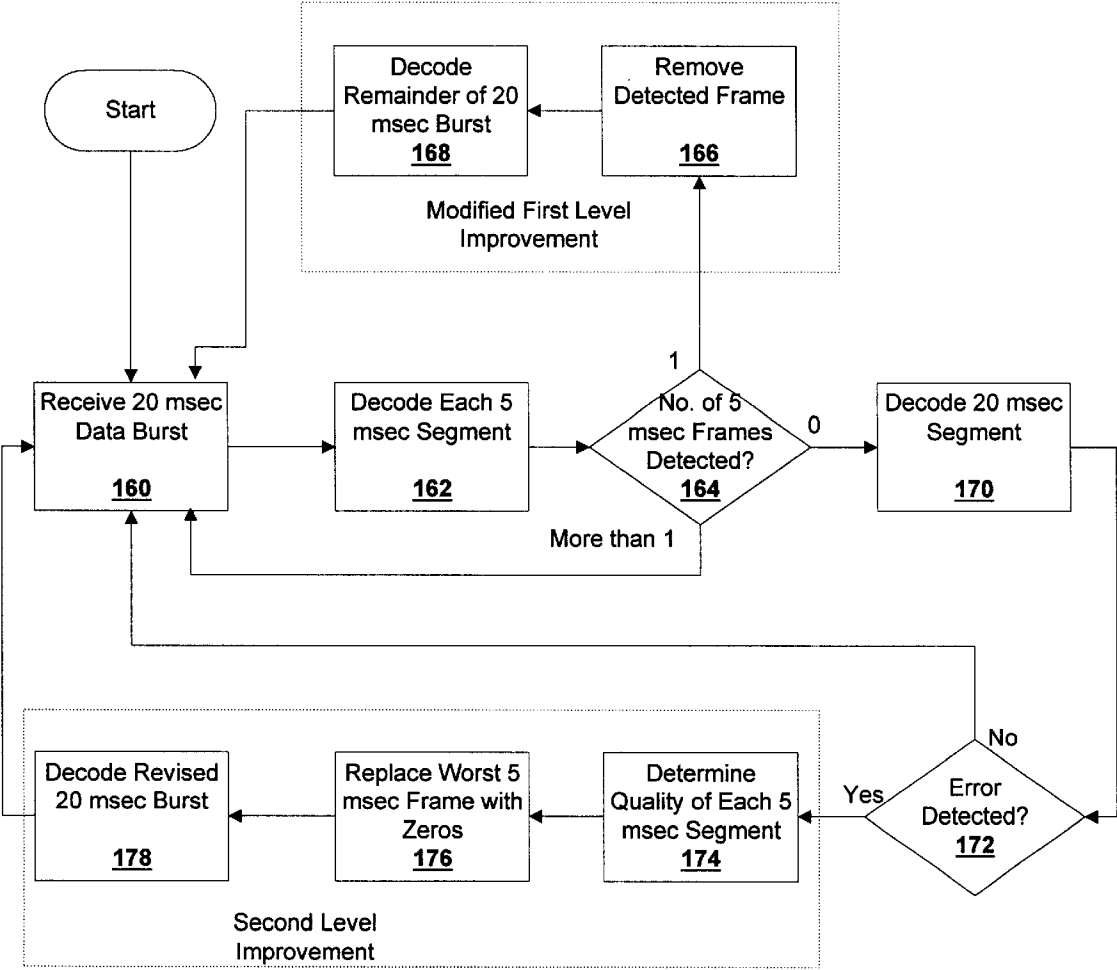 Start
Decode
Remainder of 20
msec Burst
168
Remove
Detected Frame
166
Modified First Level
Improvement
Receive 20 msec
Data Burst
160
Decode Each 5
msec Segment
162
1
No. of 5
msec Frames
Detected?
164
0
More than 1
Decode 20 msec
Segment
170
Decode Revised
20 msec Burst
178
Replace Worst 5
msec Frame with
Zeros
176
Determine
Quality of Each 5
msec Segment
174
Yes
No
Error
Detected?
172
Second Level
Improvement